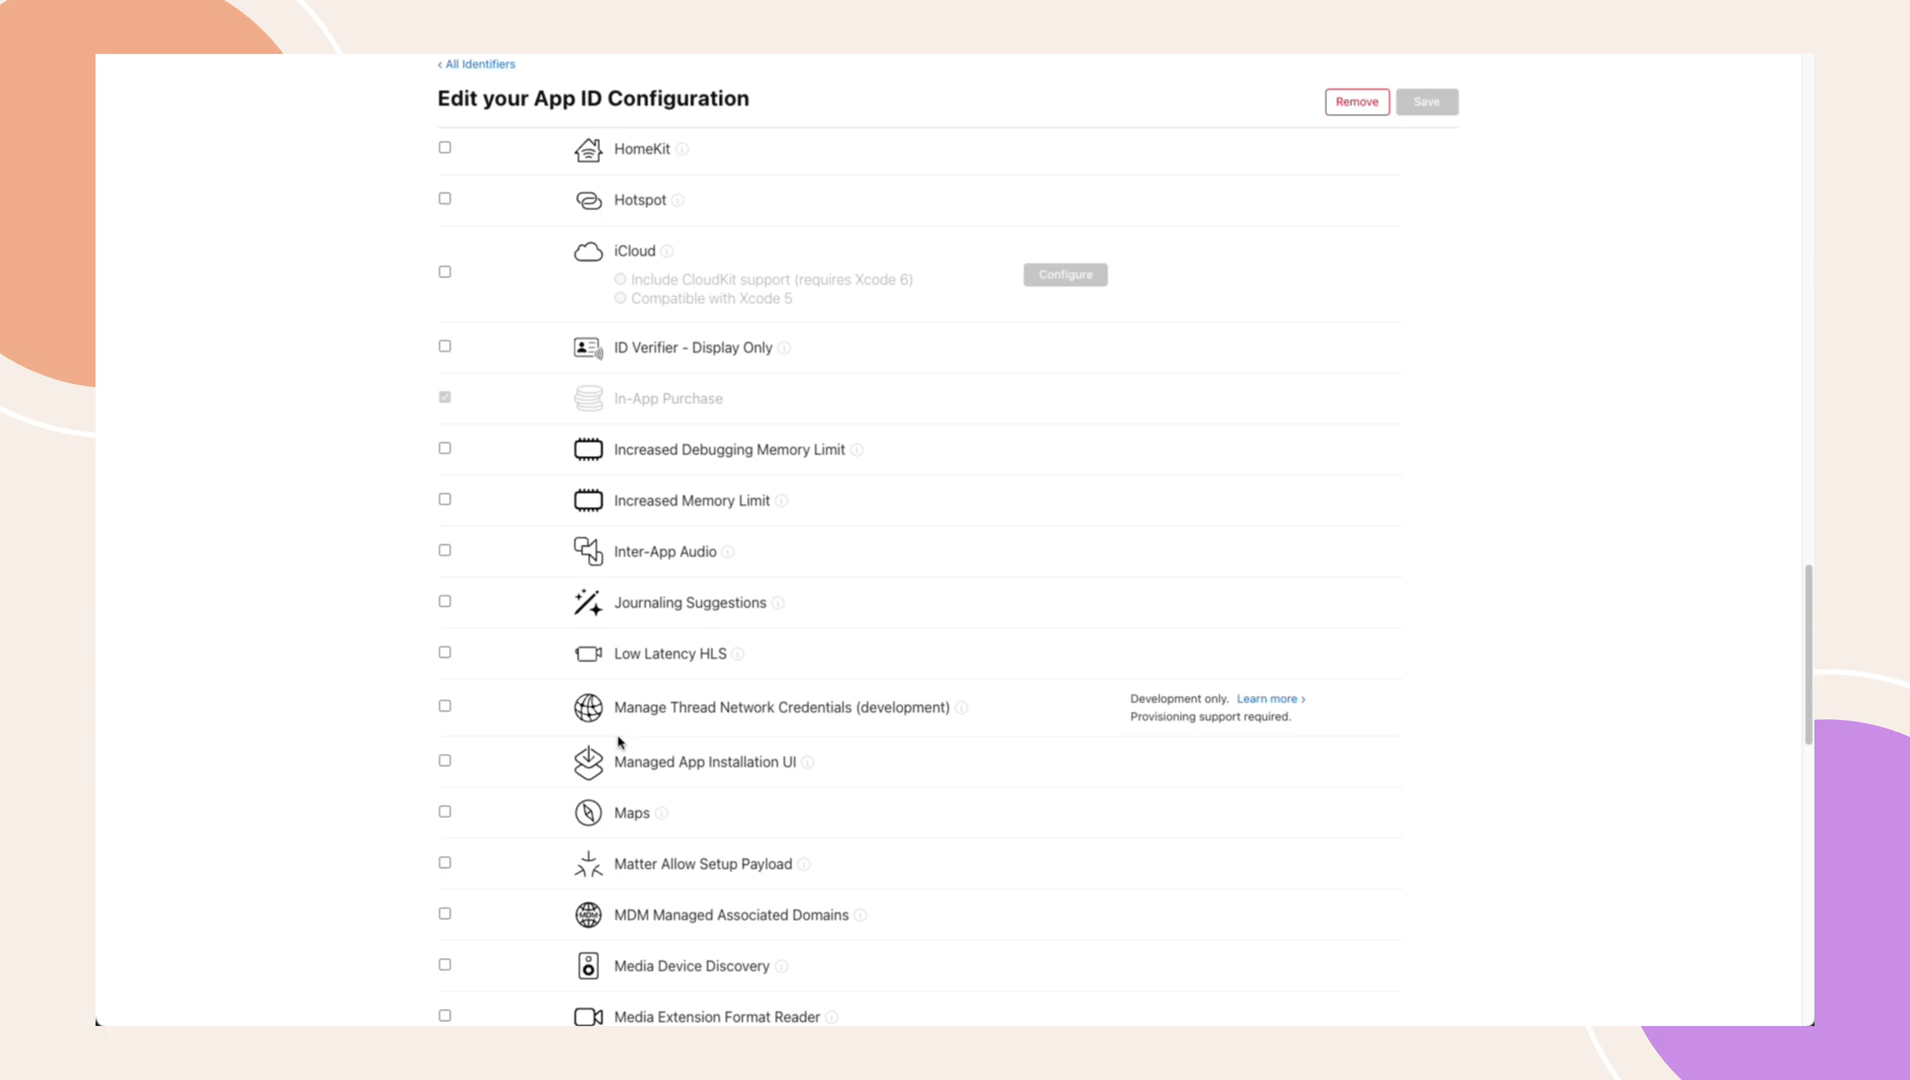 ‹ All Identifiers
Edit your App ID Configuration
Remove
Save
HomeKit
Hotspot
iCloud
Include CloudKit support (requires Xcode 6)
Compatible with Xcode 5
Configure
ID Verifier - Display Only
In-App Purchase
Increased Debugging Memory Limit
Increased Memory Limit
Inter-App Audio
Journaling Suggestions
Low Latency HLS
Manage Thread Network Credentials (development)
Development only. Learn more ›
Provisioning support required.
Managed App Installation UI
Maps
Matter Allow Setup Payload
MDM
MDM Managed Associated Domains
Media Device Discovery
Media Extension Format Reader